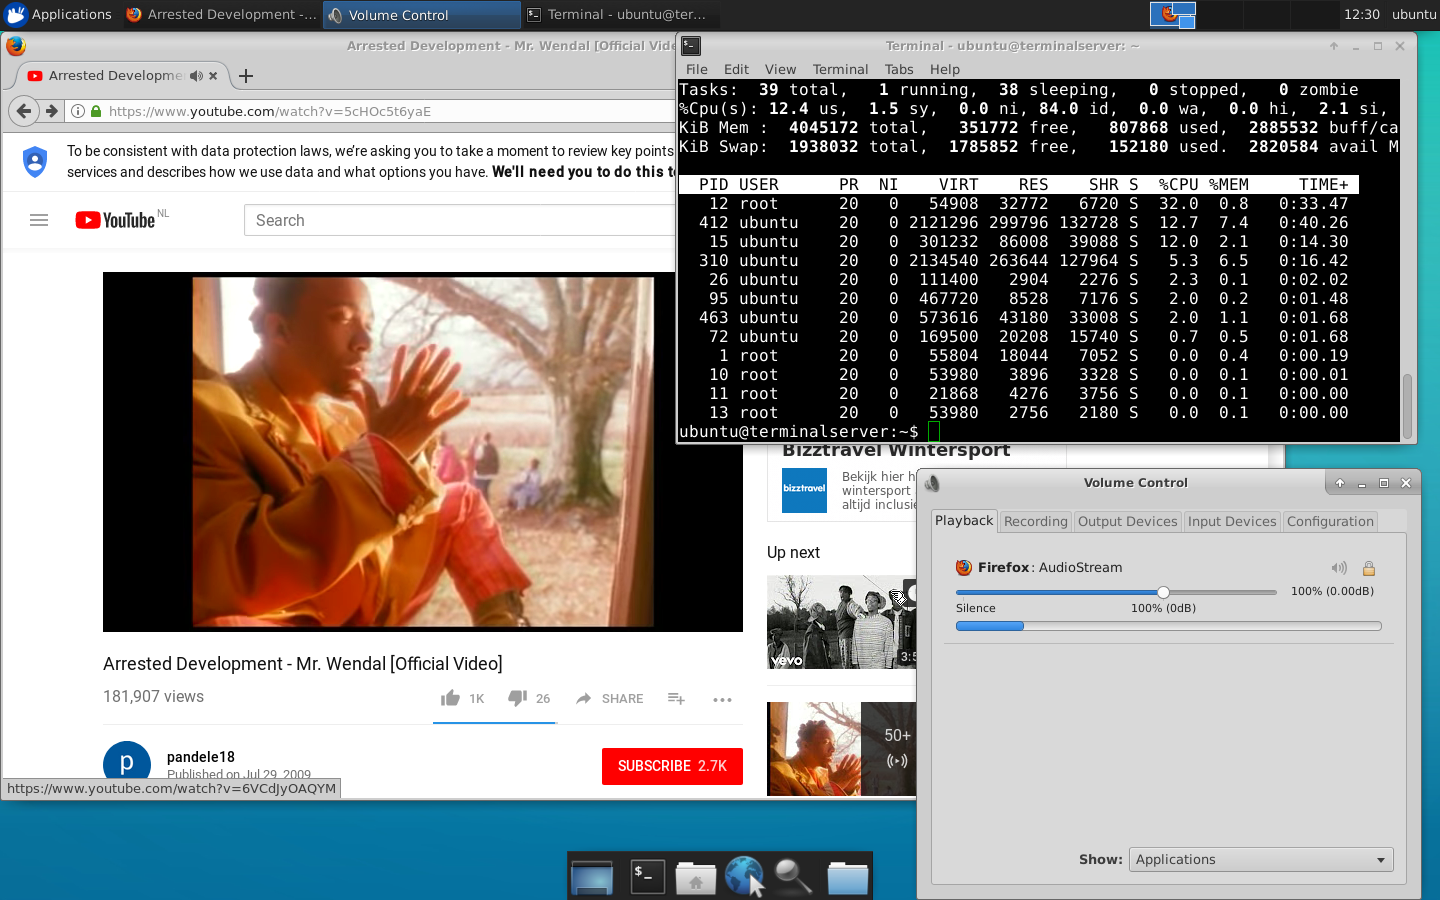 Applications
Arrested Development -...
Volume Control
Terminal - ubuntu@ter...
12:30
ubuntu
Arrested Development - Mr. Wendal [Official Vide
Arrested Developme
https://www.youtube.com/watch?v=5cHOc5t6yaE
To be consistent with data protection laws, we're asking you to take a moment to review key points
services and describes how we use data and what options you have. We'll need you to do this t
YouTube NL
Search
Terminal - ubuntu@terminalserver: ~
File Edit View Terminal Tabs Help
Tasks: 39 total, 1 running, 38 sleeping, 0 stopped, 0 zombie
%Cpu(s): 12.4 us, 1.5 sy, 0.0 ni, 84.0 id, 0.0 wa, 0.0 hi, 2.1 si,
KiB Mem : 4045172 total, 351772 free, 807868 used, 2885532 buff/ca
KiB Swap: 1938032 total, 1785852 free, 152180 used. 2820584 avail M
PID USER PR NI VIRT RES SHR S %CPU %MEM TIME+
12 root 20 0 54908 32772 6720 S 32.0 0.8 0:33.47
412 ubuntu 20 0 2121296 299796 132728 S 12.7 7.4 0:40.26
15 ubuntu 20 0 301232 86008 39088 S 12.0 2.1 0:14.30
310 ubuntu 20 0 2134540 263644 127964 S 5.3 6.5 0:16.42
26 ubuntu 20 0 111400 2904 2276 S 2.3 0.1 0:02.02
95 ubuntu 20 0 467720 8528 7176 S 2.0 0.2 0:01.48
463 ubuntu 20 0 573616 43180 33008 S 2.0 1.1 0:01.68
72 ubuntu 20 0 169500 20208 15740 S 0.7 0.5 0:01.68
1 root 20 0 55804 18044 7052 S 0.0 0.4 0:00.19
10 root 20 0 53980 3896 3328 S 0.0 0.1 0:00.01
11 root 20 0 21868 4276 3756 S 0.0 0.1 0:00.00
13 root 20 0 53980 2756 2180 S 0.0 0.1 0:00.00
ubuntu@terminalserver:~$
Bizztravel Wintersport
bizztravel
Bekijk hier h
wintersport
altijd inclusie
Up next
vevo
3:5
50+
Arrested Development - Mr. Wendal [Official Video]
181,907 views
1K
26
SHARE
p
pandele18
Published on Jul 29, 2009
SUBSCRIBE 2.7K
https://www.youtube.com/watch?v=6VCdJyOAQYM
Volume Control
Playback Recording Output Devices Input Devices Configuration
Firefox: AudioStream
100% (0.00dB)
Silence
100% (0dB)
Show: Applications
$_